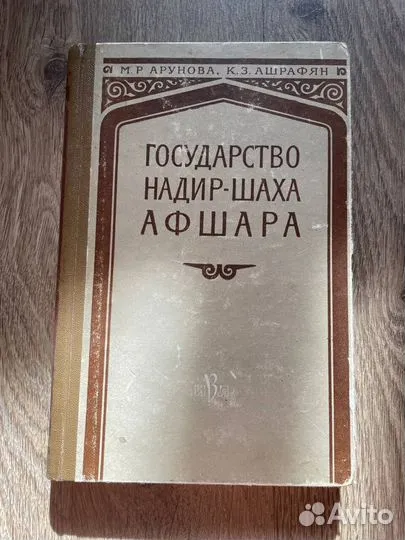 М.Р. АРУНОВА, К.З. АШРАФЯН
ГОСУДАРСТВО
НАДИР-ШАХА
АФШАРА
Avito